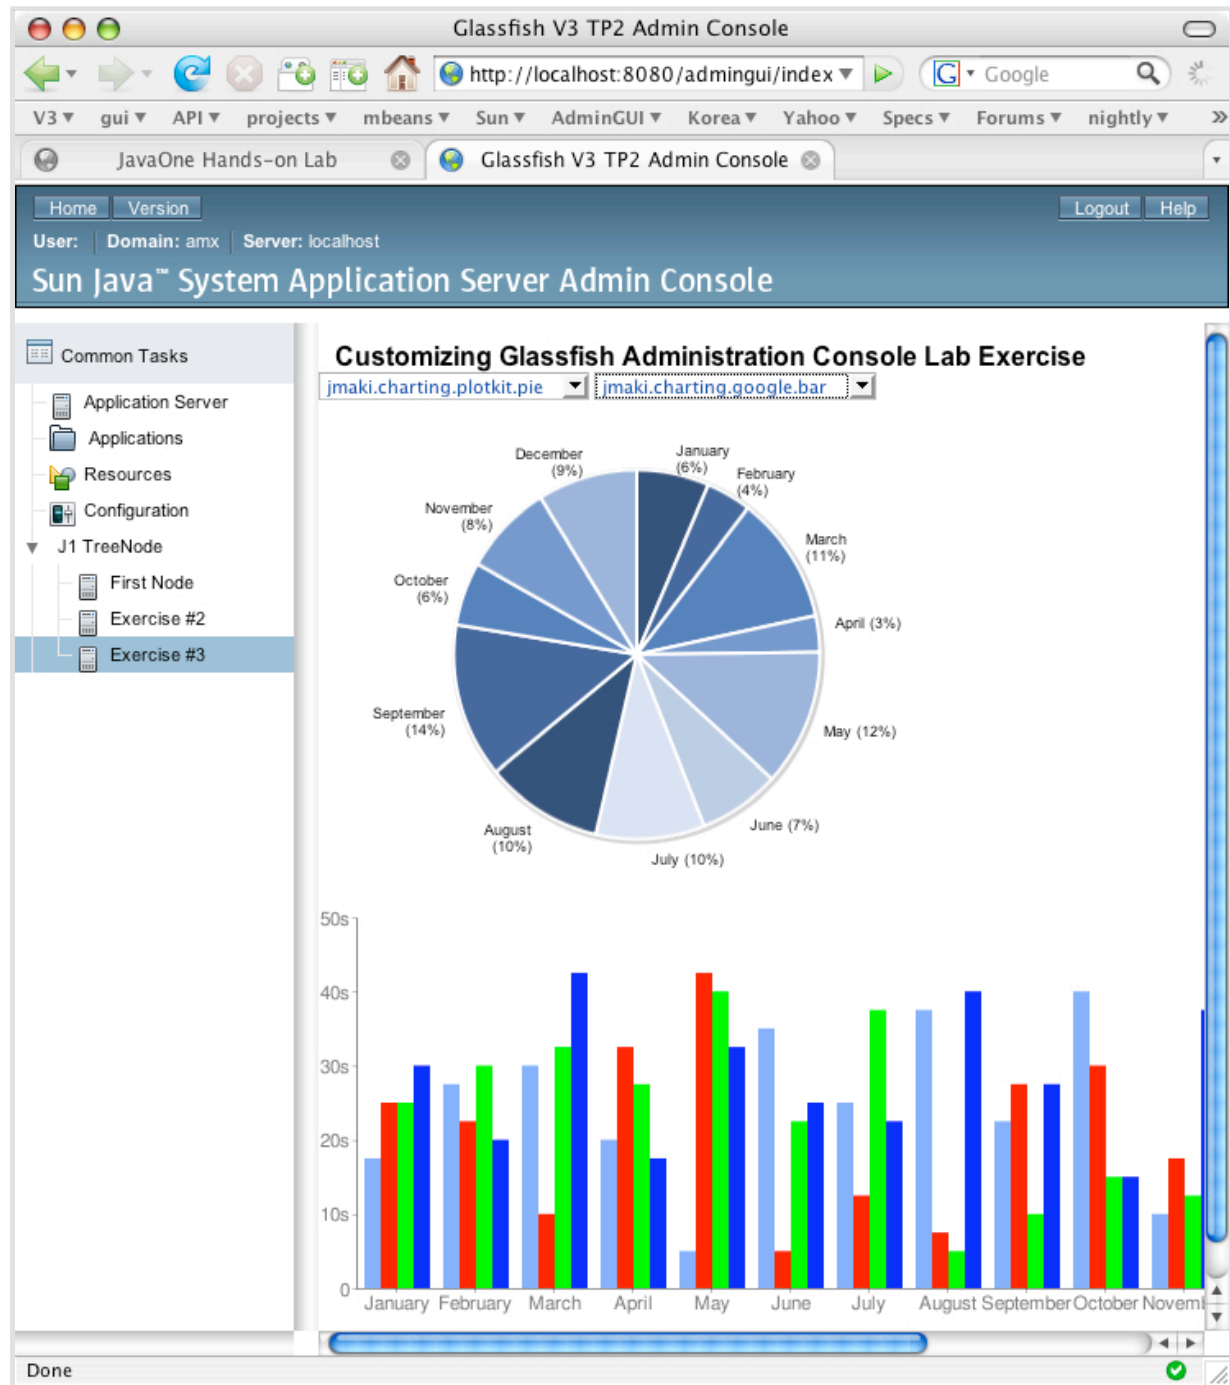 Glassfish V3 TP2 Admin Console
http://localhost:8080/admingui/index
G Google
V3 gui API projects mbeans Sun AdminGUI Korea Yahoo Specs Forums nightly »
JavaOne Hands-on Lab Glassfish V3 TP2 Admin Console
Home Version Logout Help
User: Domain: amx Server: localhost
Sun Java™ System Application Server Admin Console
Common Tasks
Application Server
Applications
Resources
Configuration
J1 TreeNode
First Node
Exercise #2
Exercise #3
Customizing Glassfish Administration Console Lab Exercise
jmaki.charting.plotkit.pie jmaki.charting.google.bar
December
(9%)
January
(6%)
February
(4%)
November
(8%)
March
(11%)
October
(6%)
April (3%)
September
(14%)
May (12%)
August
(10%)
June (7%)
July (10%)
50s
40s
30s
20s
10s
0
January February March April May June July August September October Novem
Done